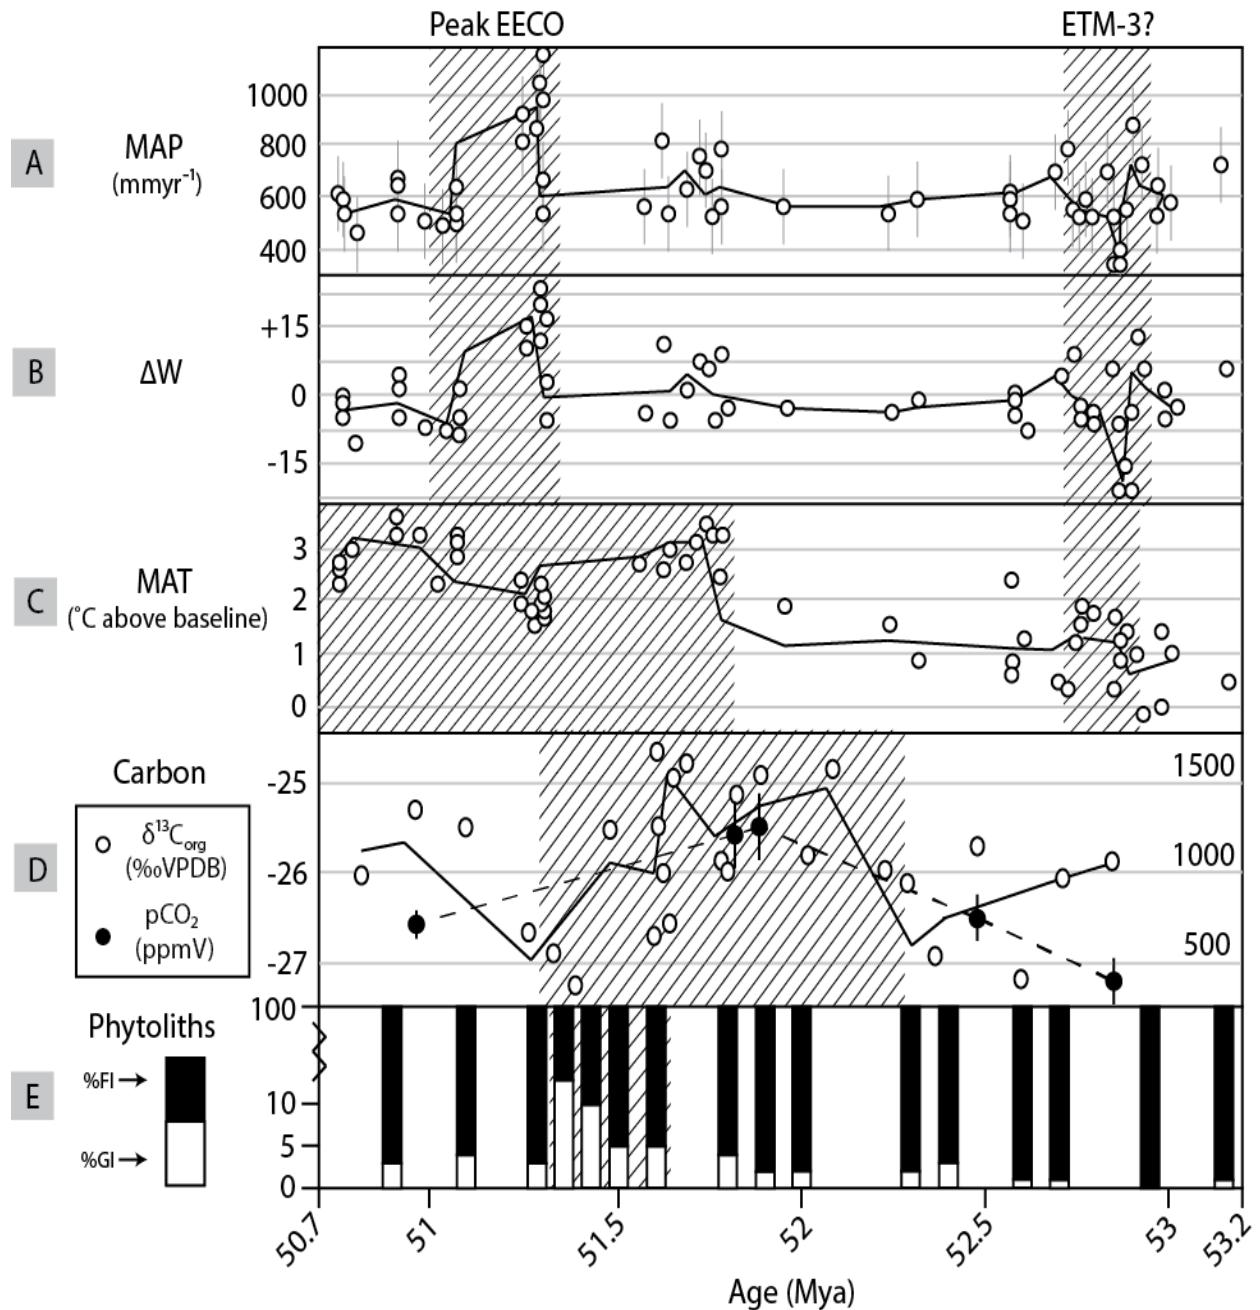 Peak EECO ETM-3?
A
MAP
(mmyr⁻¹)
1000
800
600
400
B
ΔW
+15
0
-15
C
MAT
(˚C above baseline)
3
2
1
0
D
Carbon
δ¹³Corg
(‰VPDB)
pCO₂
(ppmV)
-25
-26
-27
1500
1000
500
E
Phytoliths
%FI
%GI
100
10
5
0
50.7 51 51.5 52 52.5 53 53.2
Age (Mya)